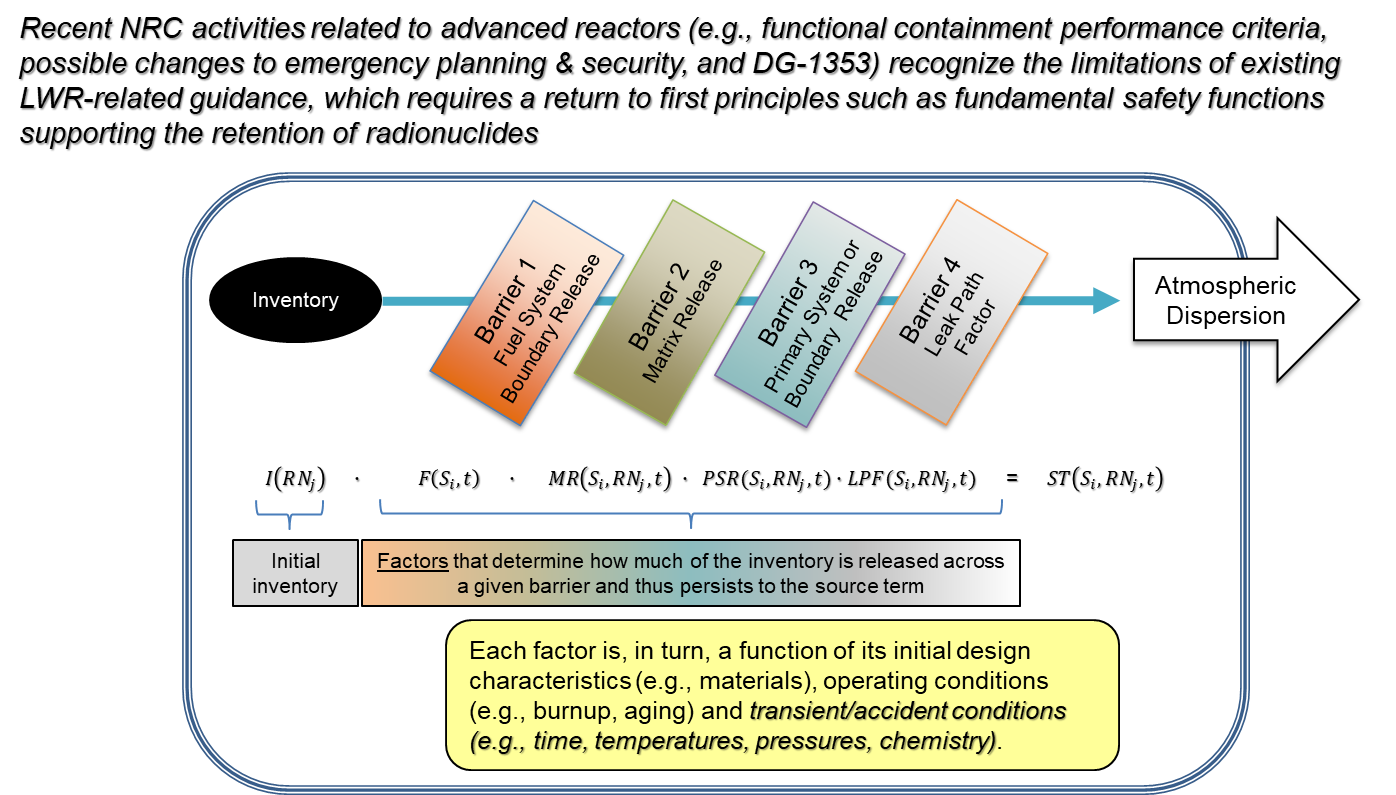 Recent NRC activities related to advanced reactors (e.g., functional containment performance criteria,
possible changes to emergency planning & security, and DG-1353) recognize the limitations of existing
LWR-related guidance, which requires a return to first principles such as fundamental safety functions
supporting the retention of radionuclides
Inventory
Barrier 1
Fuel System
Boundary Release
Barrier 2
Matrix Release
Barrier 3
Primary System or
Boundary Release
Barrier 4
Leak Path
Factor
Atmospheric
Dispersion
I(RNⱼ) · F(Sᵢ,t) · MR(Sᵢ,RNⱼ,t) · PSR(Sᵢ,RNⱼ,t) · LPF(Sᵢ,RNⱼ,t) = ST(Sᵢ,RNⱼ,t)
Initial
inventory
Factors that determine how much of the inventory is released across
a given barrier and thus persists to the source term
Each factor is, in turn, a function of its initial design
characteristics (e.g., materials), operating conditions
(e.g., burnup, aging) and transient/accident conditions
(e.g., time, temperatures, pressures, chemistry).